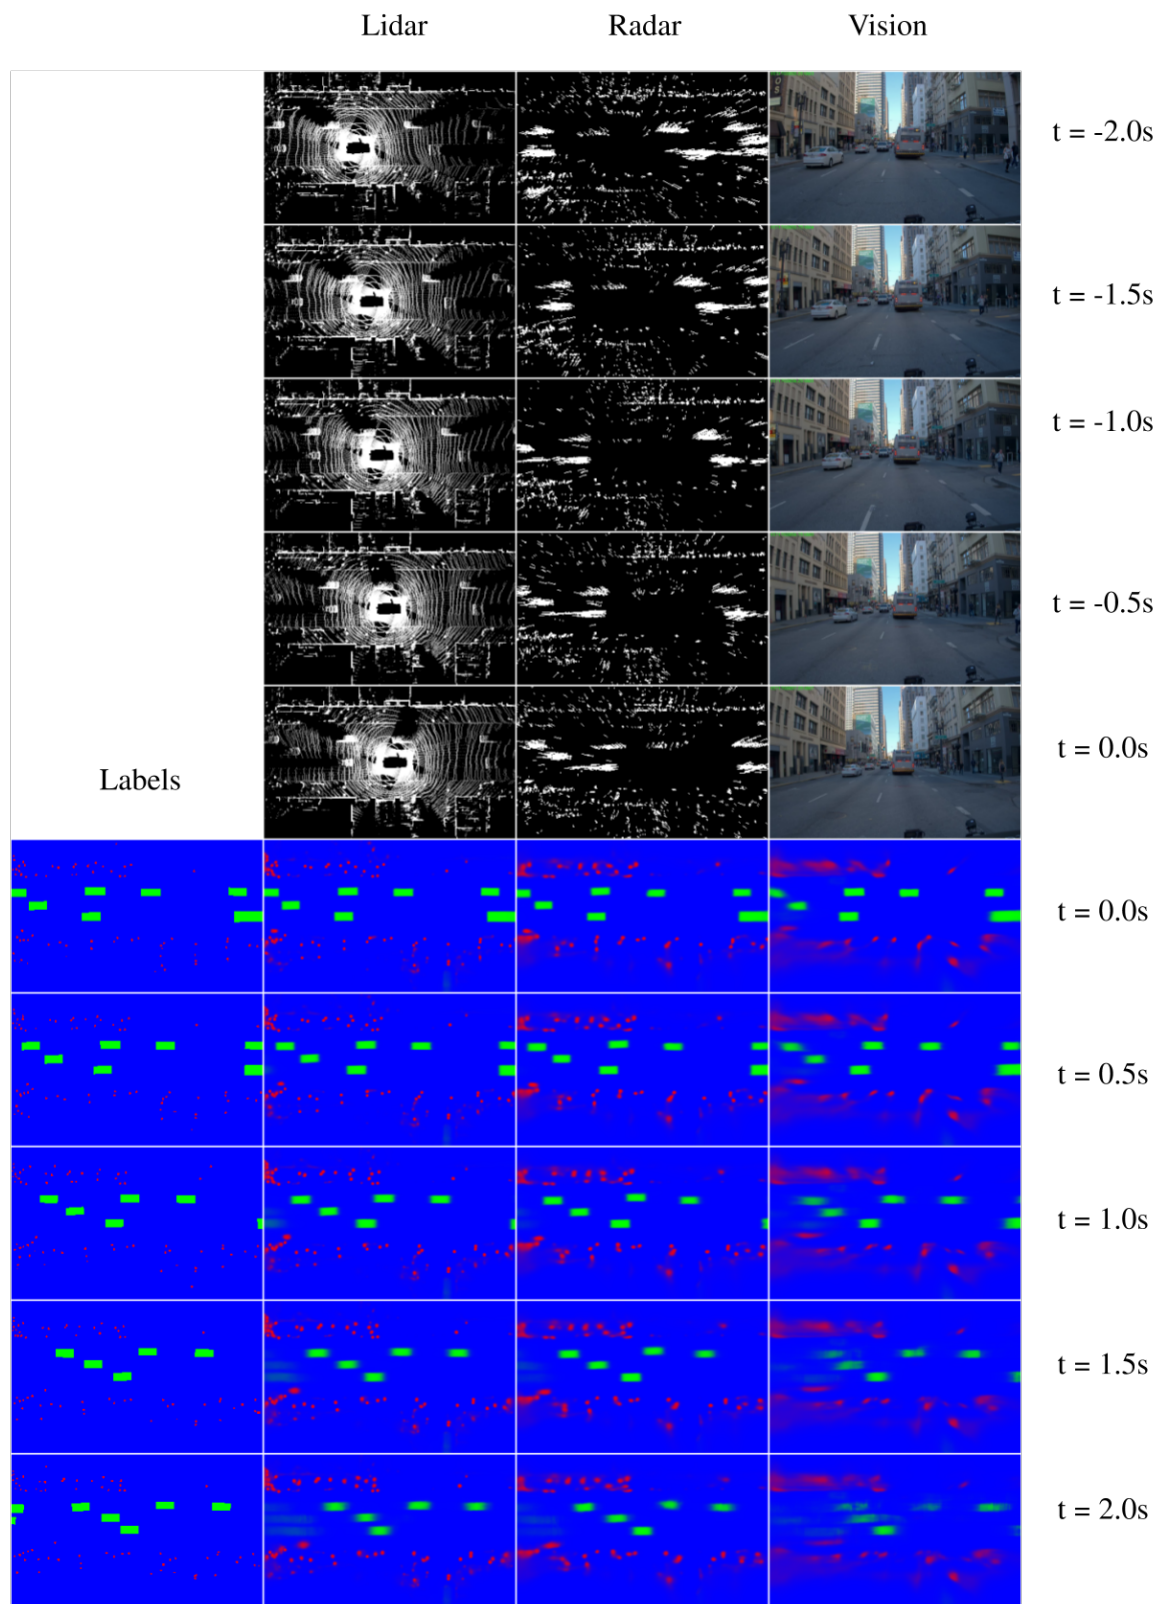 Lidar Radar Vision
t = -2.0s
t = -1.5s
t = -1.0s
t = -0.5s
t = 0.0s
Labels
t = 0.0s
t = 0.5s
t = 1.0s
t = 1.5s
t = 2.0s